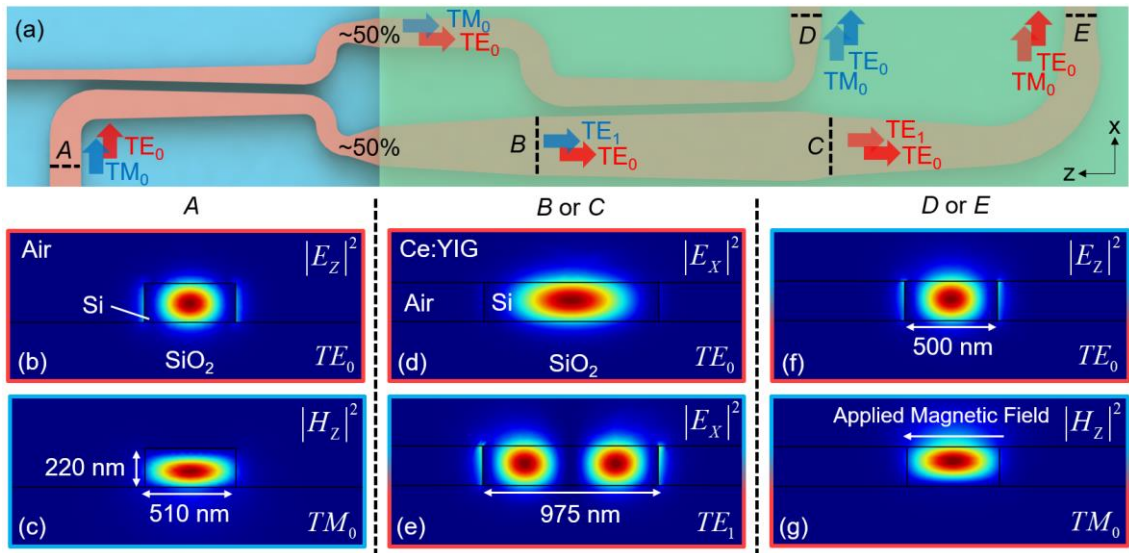 (a)
~50%
TM0
TE0
D
TE0
TM0
E
TE0
TM0
A
TE0
TM0
~50%
B
TE1
TE0
C
TE1
TE0
x
z
A
B or C
D or E
Air
|EZ|²
Si
SiO2
(b)
TE0
Ce:YIG
|EX|²
Air
Si
SiO2
(d)
TE0
|EZ|²
500 nm
(f)
TE0
|HZ|²
220 nm
510 nm
(c)
TM0
|EX|²
975 nm
(e)
TE1
Applied Magnetic Field
|HZ|²
(g)
TM0